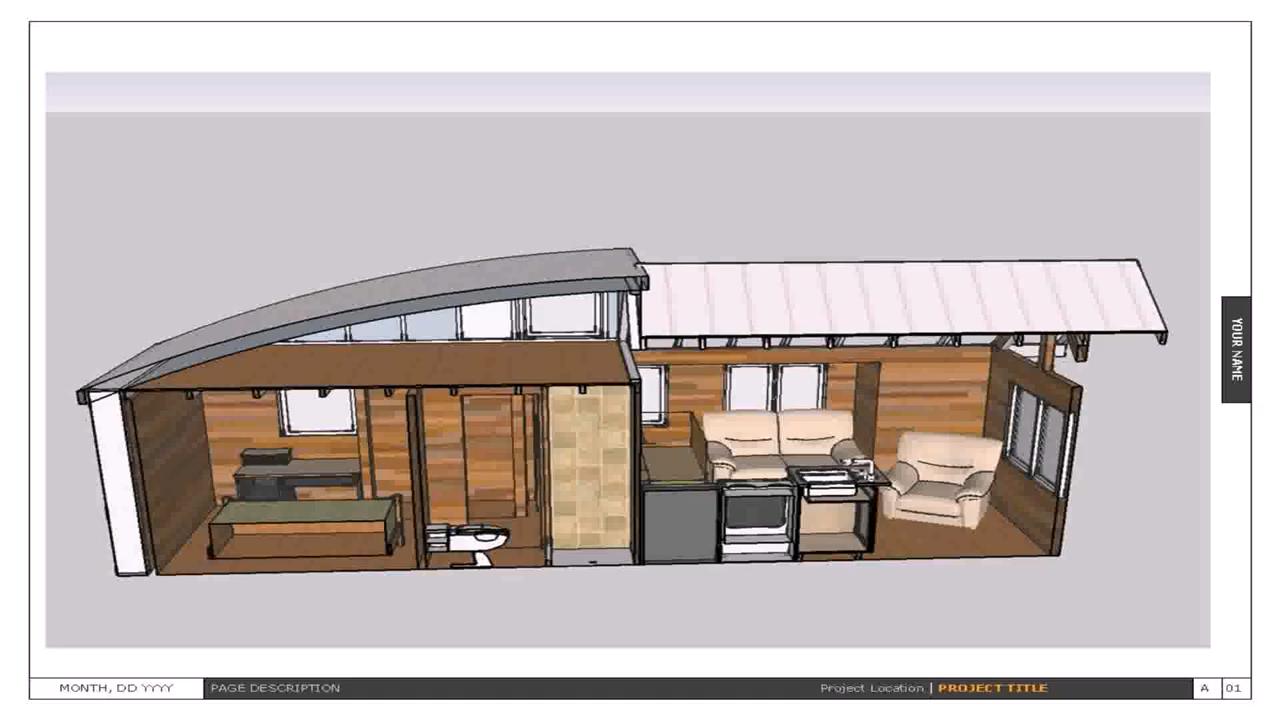 YOUR NAME
MONTH, DD YYYY
PAGE DESCRIPTION
Project Location | PROJECT TITLE
A
01